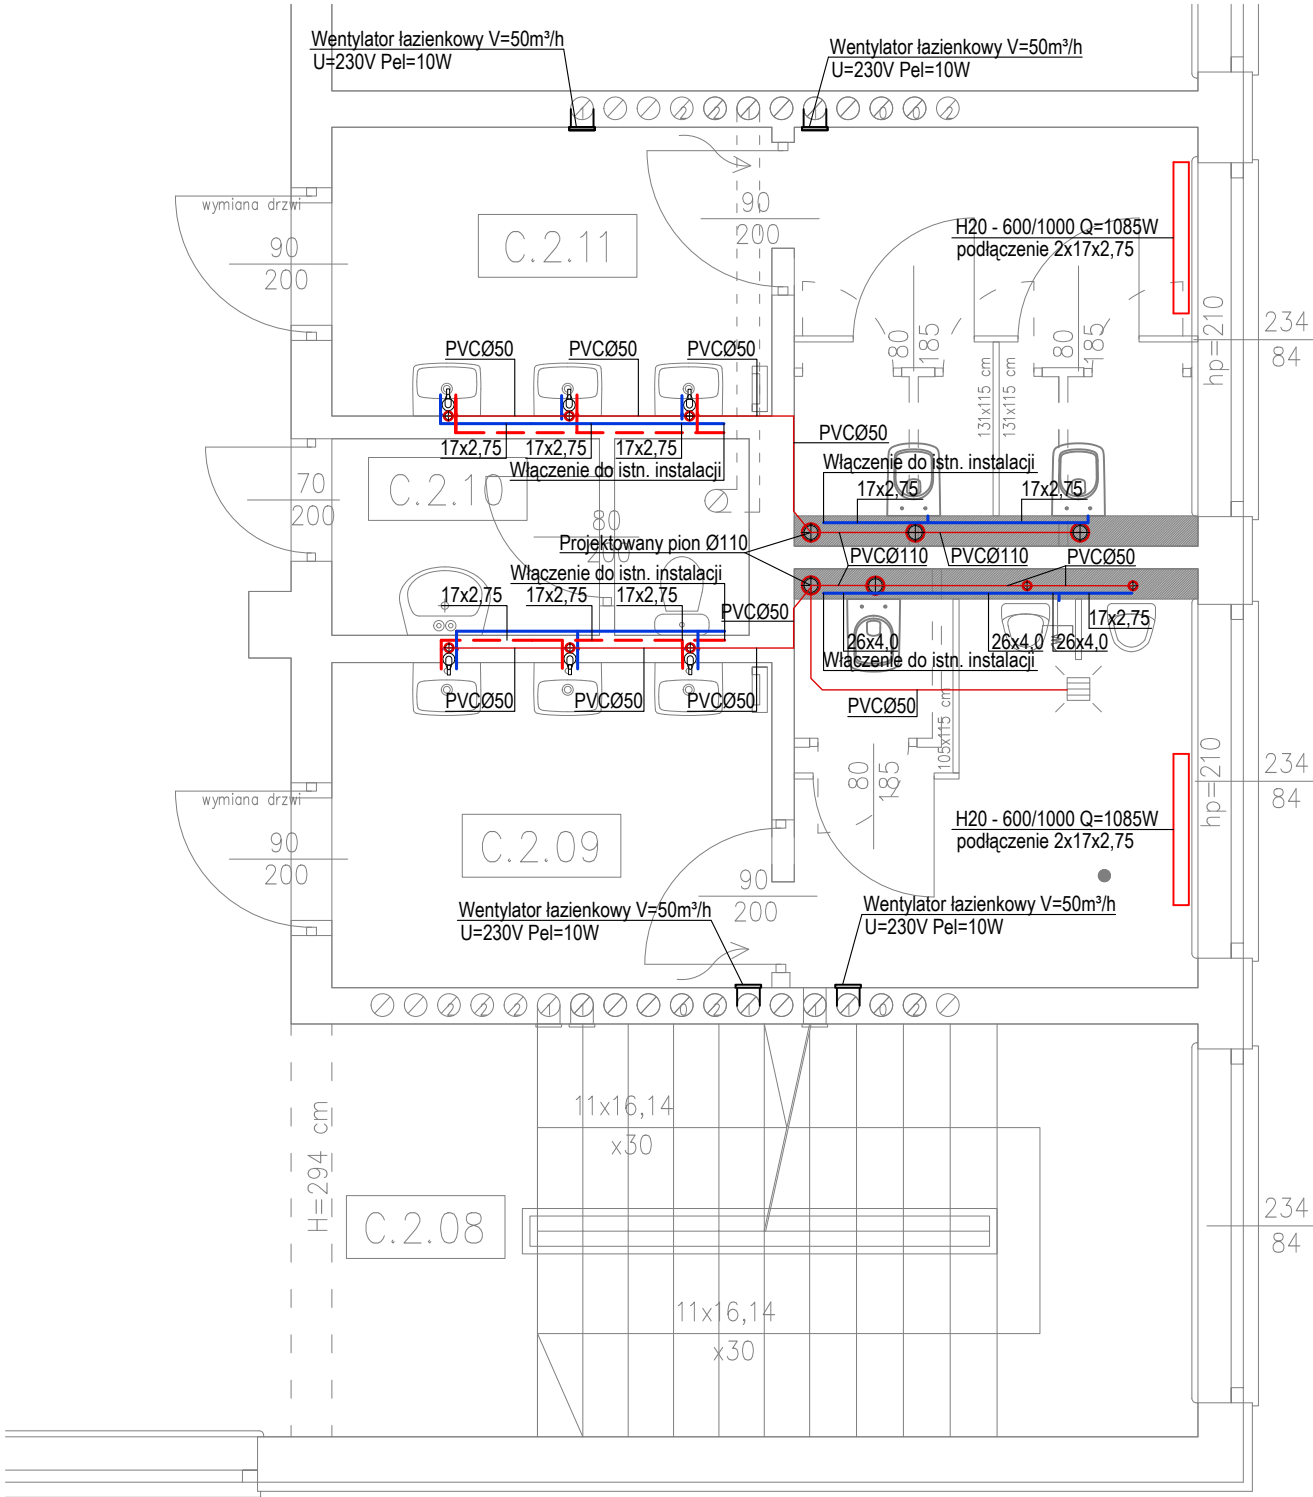 Wentylator łazienkowy V=50m³/h
U=230V Pel=10W
Wentylator łazienkowy V=50m³/h
U=230V Pel=10W
wymiana drzwi
90
200
C.2.11
90
200
H20 - 600/1000 Q=1085W
podłączenie 2x17x2,75
hp=210
234
84
80
185
80
185
131x115 cm
131x115 cm
PVCØ50
PVCØ50
PVCØ50
PVCØ50
17x2,75
17x2,75
17x2,75
Włączenie do istn. instalacji
Włączenie do istn. instalacji
17x2,75
17x2,75
70
200
C.2.10
80
200
Projektowany pion Ø110
PVCØ110
PVCØ110
PVCØ50
Włączenie do istn. instalacji
17x2,75
17x2,75
17x2,75
PVCØ50
17x2,75
26x4,0
26x4,0
26x4,0
Włączenie do istn. instalacji
PVCØ50
PVCØ50
PVCØ50
PVCØ50
105x115 cm
80
185
hp=210
234
84
wymiana drzwi
90
200
C.2.09
90
200
H20 - 600/1000 Q=1085W
podłączenie 2x17x2,75
Wentylator łazienkowy V=50m³/h
U=230V Pel=10W
Wentylator łazienkowy V=50m³/h
U=230V Pel=10W
11x16,14
x30
H=294 cm
C.2.08
234
84
11x16,14
x30